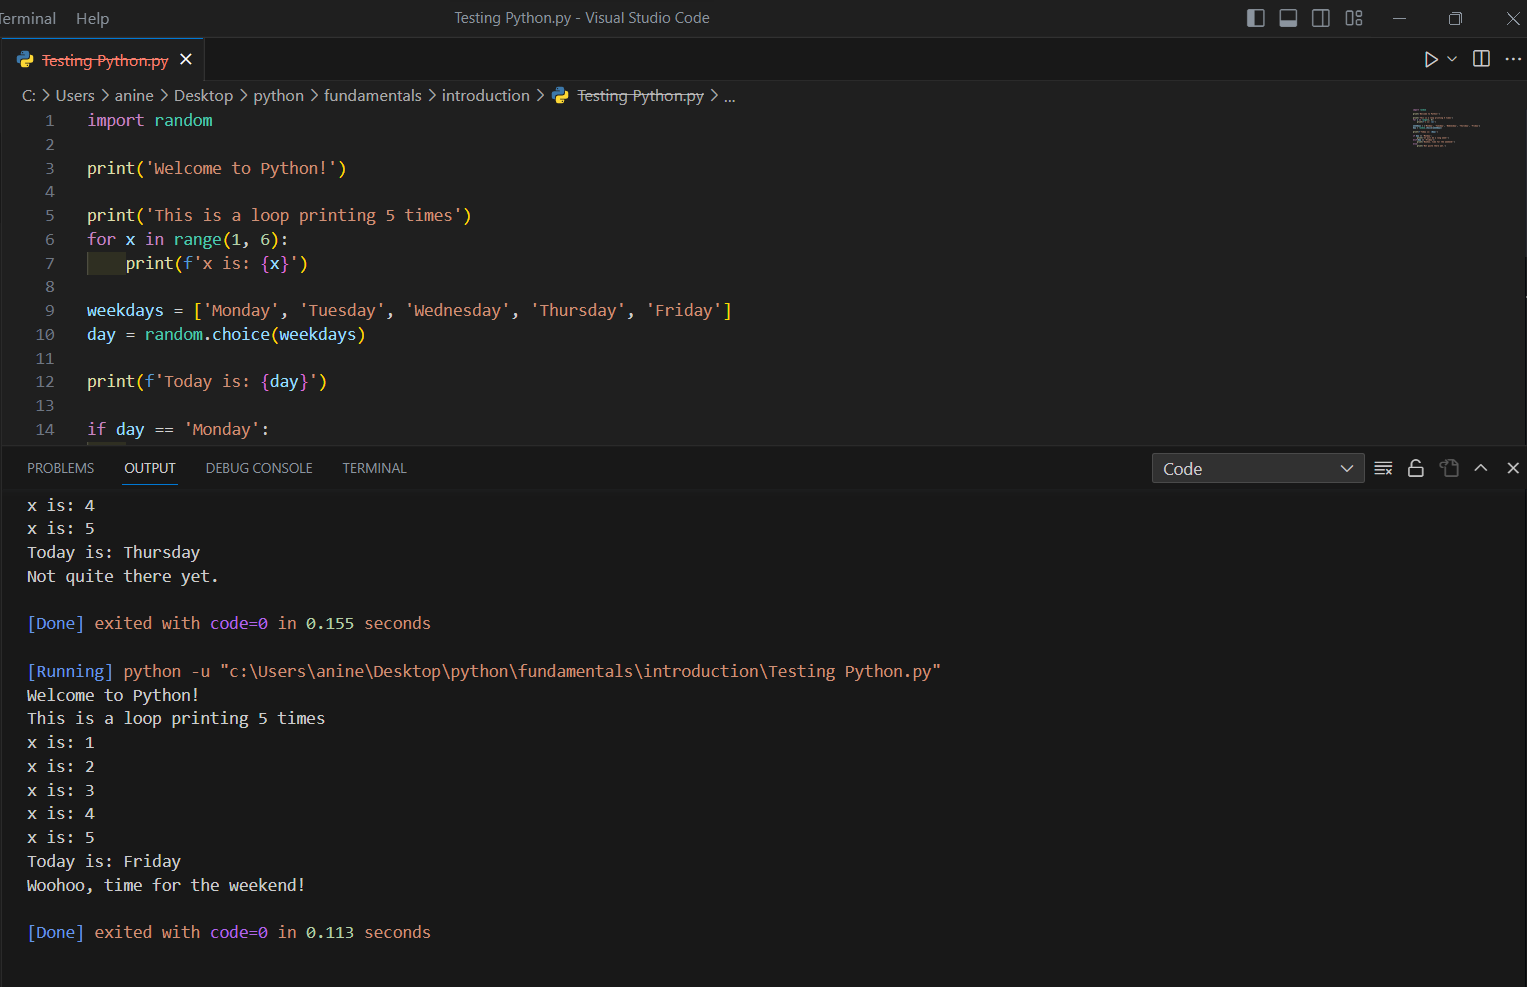 Terminal Help Testing Python.py - Visual Studio Code
Testing Python.py
C: > Users > anine > Desktop > python > fundamentals > introduction > Testing Python.py > ...
1 import random
2
3 print('Welcome to Python!')
4
5 print('This is a loop printing 5 times')
6 for x in range(1, 6):
7 print(f'x is: {x}')
8
9 weekdays = ['Monday', 'Tuesday', 'Wednesday', 'Thursday', 'Friday']
10 day = random.choice(weekdays)
11
12 print(f'Today is: {day}')
13
14 if day == 'Monday':
PROBLEMS OUTPUT DEBUG CONSOLE TERMINAL Code
x is: 4
x is: 5
Today is: Thursday
Not quite there yet.
[Done] exited with code=0 in 0.155 seconds
[Running] python -u "c:\Users\anine\Desktop\python\fundamentals\introduction\Testing Python.py"
Welcome to Python!
This is a loop printing 5 times
x is: 1
x is: 2
x is: 3
x is: 4
x is: 5
Today is: Friday
Woohoo, time for the weekend!
[Done] exited with code=0 in 0.113 seconds